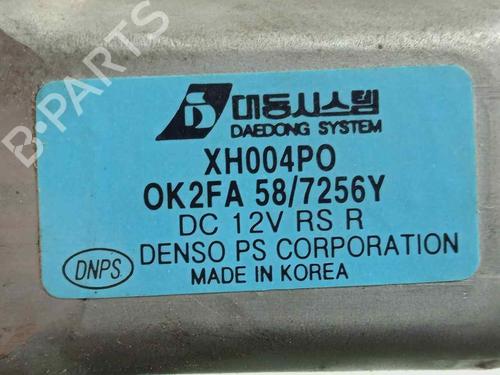 대동시스템
DAEDONG SYSTEM
XH004PO
OK2FA 58/7256Y
DC 12V RS R
DENSO PS CORPORATION
DNPS
MADE IN KOREA
B-PARTS